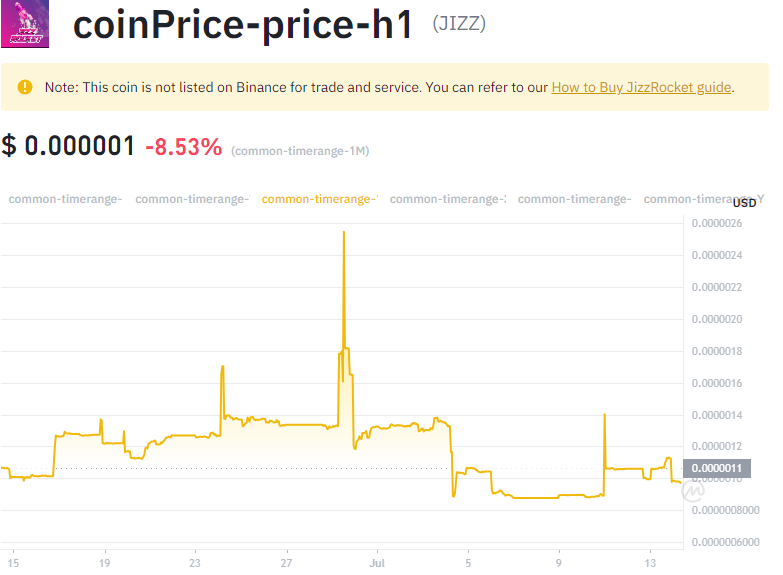 coinPrice-price-h1 (JIZZ)
JIZZ
ROCKET
Note: This coin is not listed on Binance for trade and service. You can refer to our How to Buy JizzRocket guide.
$ 0.000001 -8.53% (common-timerange-1M)
common-timerange- common-timerange- common-timerange- common-timerange- common-timerange- common-timerange-Y
USD
0.0000026
0.0000024
0.0000022
0.0000020
0.0000018
0.0000016
0.0000014
0.0000012
0.0000011
0.0000010
0.0000008000
0.0000006000
15 19 23 27 Jul 5 9 13